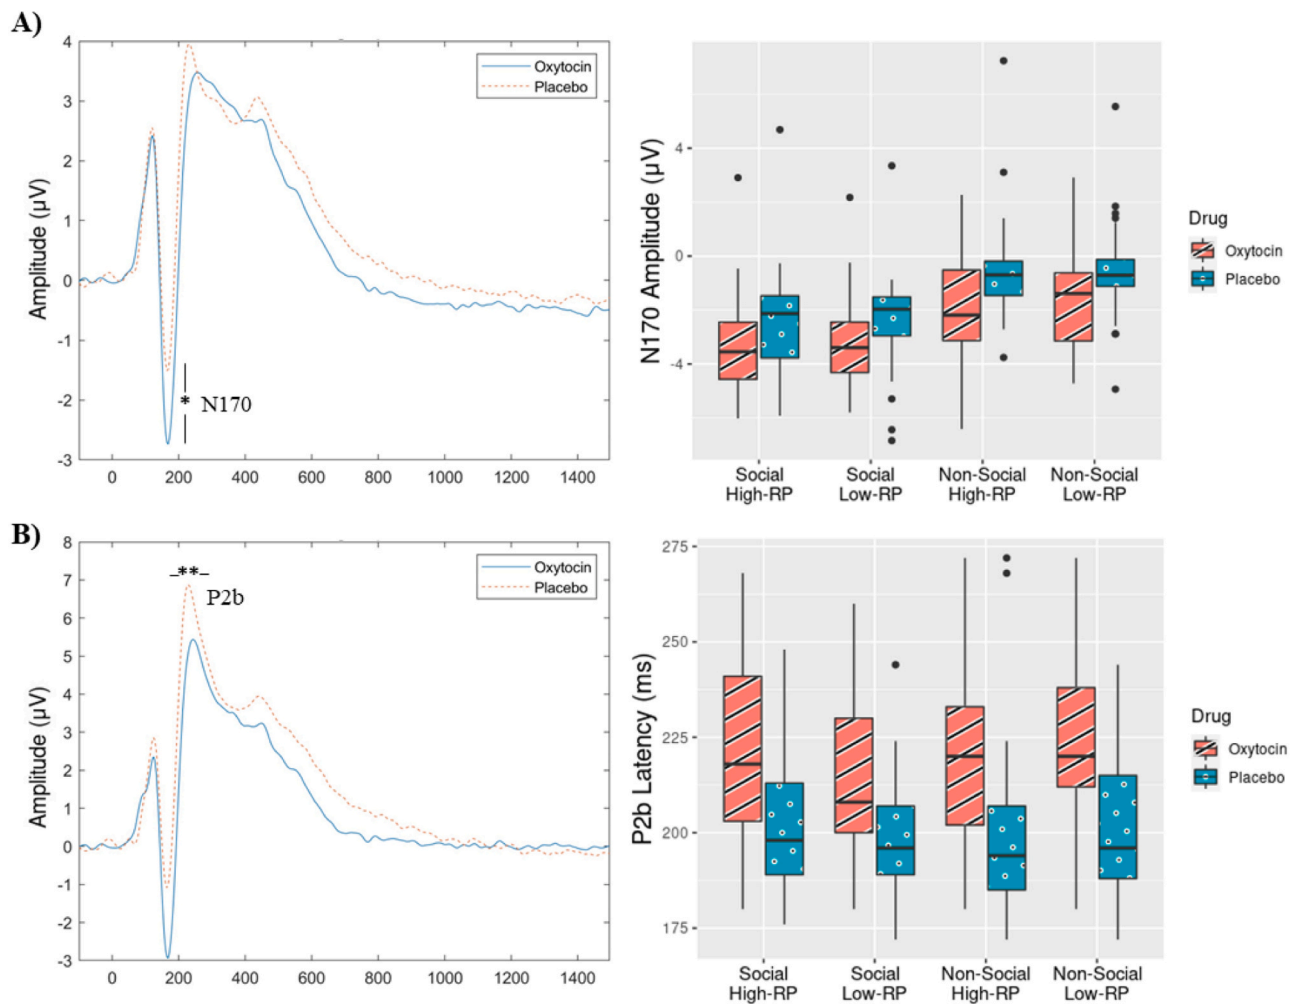 A)
4
3
2
1
0
-1
-2
-3
Amplitude (µV)
Oxytocin
Placebo
* N170
0 200 400 600 800 1000 1200 1400
4
0
-4
N170 Amplitude (µV)
Social High-RP
Social Low-RP
Non-Social High-RP
Non-Social Low-RP
Drug
Oxytocin
Placebo
B)
8
7
6
5
4
3
2
1
0
-1
-2
-3
Amplitude (µV)
Oxytocin
Placebo
_**_
P2b
0 200 400 600 800 1000 1200 1400
275
250
225
200
175
P2b Latency (ms)
Social High-RP
Social Low-RP
Non-Social High-RP
Non-Social Low-RP
Drug
Oxytocin
Placebo